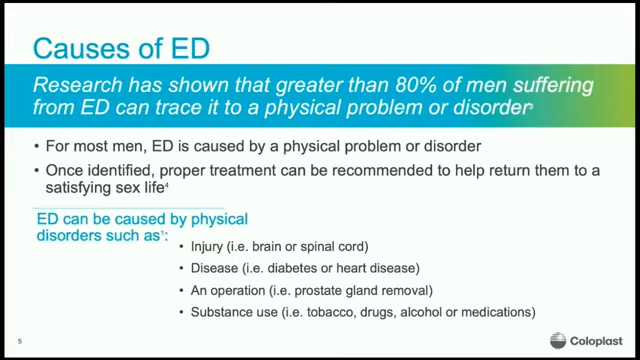 Causes of ED
Research has shown that greater than 80% of men suffering
from ED can trace it to a physical problem or disorder
• For most men, ED is caused by a physical problem or disorder
• Once identified, proper treatment can be recommended to help return them to a
satisfying sex life⁴
ED can be caused by physical
disorders such as¹:
• Injury (i.e. brain or spinal cord)
• Disease (i.e. diabetes or heart disease)
• An operation (i.e. prostate gland removal)
• Substance use (i.e. tobacco, drugs, alcohol or medications)
5
Coloplast